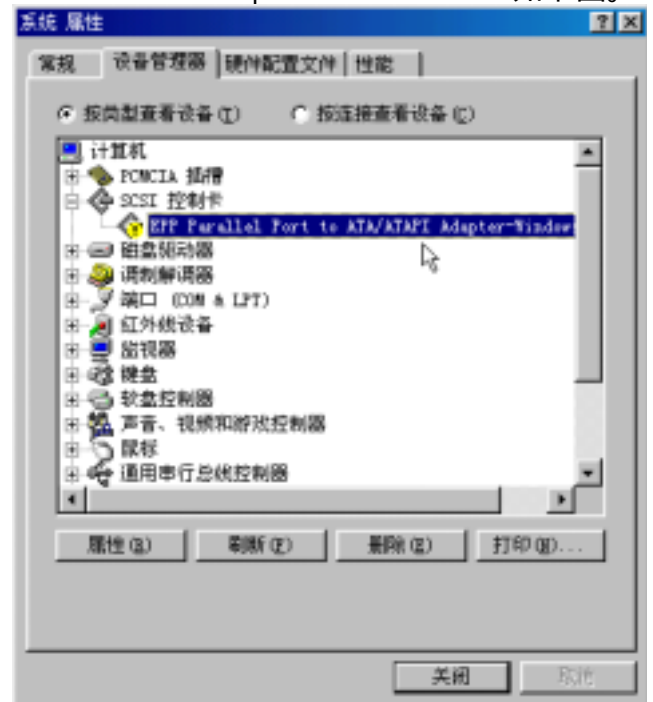 如下图。
系统 属性
常规 设备管理器 硬件配置文件 性能
按类型查看设备(T) 按连接查看设备(C)
计算机
PCMCIA 插槽
SCSI 控制卡
EPP Parallel Port to ATA/ATAPI Adapter-Window
磁盘驱动器
调制解调器
端口 (COM & LPT)
红外线设备
监视器
键盘
软盘控制器
声音、视频和游戏控制器
鼠标
通用串行总线控制器
属性(R) 刷新(F) 删除(E) 打印(N)...
关闭 取消